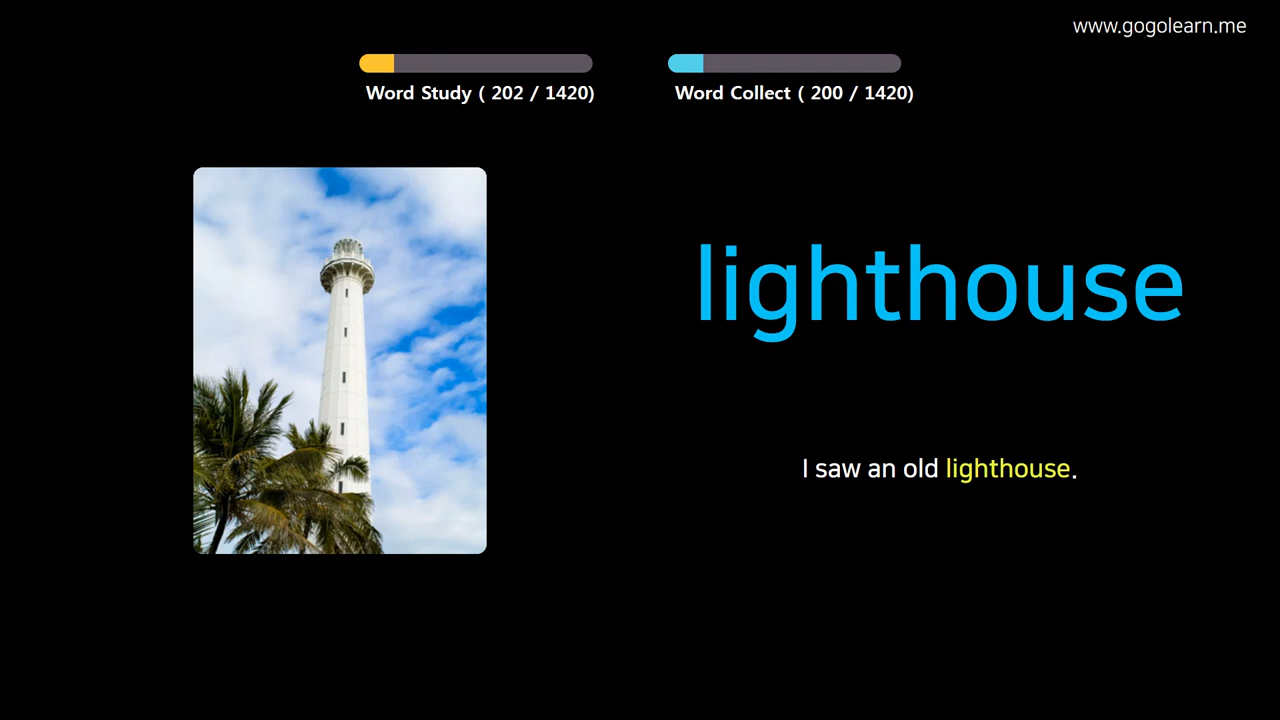 www.gogolearn.me
Word Study ( 202 / 1420)
Word Collect ( 200 / 1420)
lighthouse
I saw an old lighthouse.